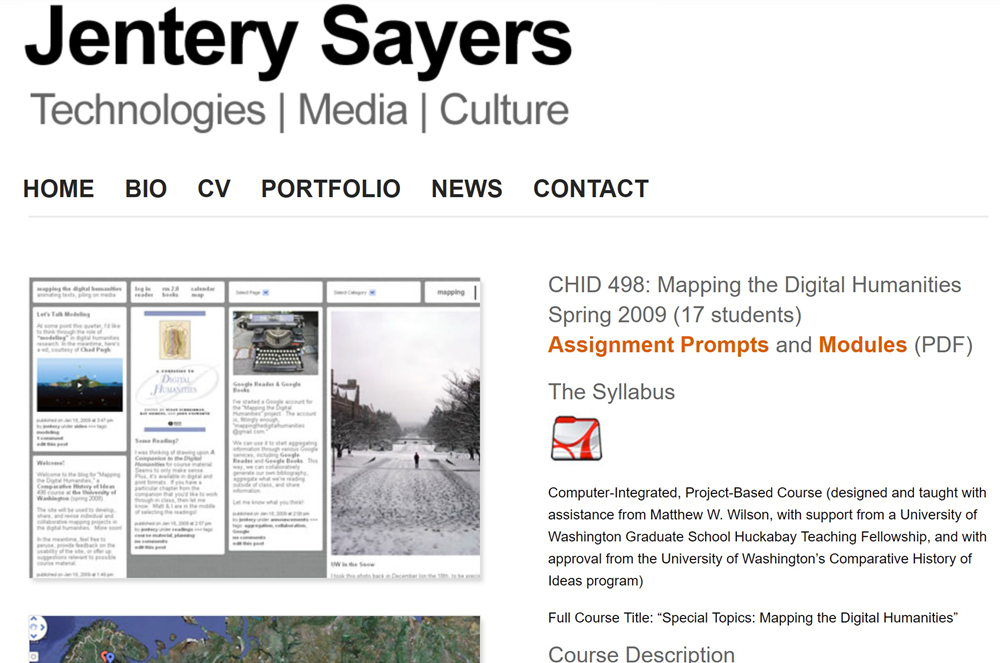 Jentery Sayers
Technologies | Media | Culture
HOME BIO CV PORTFOLIO NEWS CONTACT
mapping the digital humanities
animating texts, piling on media
log in rss 2.0 calendar
reader books map
Select Page:
Select Category:
mapping
Let's Talk Modeling
At some point this quarter, I'd like
to think through the role of
"modeling" in digital humanities
research. In the meantime, here's
a vid, courtesy of Chad Pugh
published on Jan 16, 2009 at 3:47 pm
by jentery under video
modeling
1 comment
edit this post
Welcome!
Welcome to the blog for "Mapping
the Digital Humanities," a
Comparative History of Ideas
498 course at the University of
Washington (spring 2009).
The site will be used to develop,
share, and revise individual and
collaborative mapping projects in
the digital humanities. More soon!
In the meantime, feel free to
peruse, provide feedback on the
usability of the site, or offer up
suggestions relevant to possible
course material.
A COMPANION TO
DIGITAL
HUMANITIES
Some Reading?
I was thinking of drawing upon A
Companion to the Digital
Humanities for course material
Seems to only make sense.
Plus, it's available in digital and
print formats. If you have a
particular chapter from the
companion that you'd like to work
through in class, then let me
know. Matt & I are in the middle
of selecting the readings!
published on Jan 16, 2009 at 2:57 pm
by jentery under readings
course material, planning
no comments
edit this post
Google Reader & Google
Books
I've started a Google account
for the "Mapping the Digital
Humanities" project. The account
is, fittingly enough,
"mappingthedigitalhumanities
@gmail.com."
We can use it to start aggregating
information through various Google
services, including Google
Reader and Google Books. This
way, we can collaboratively
generate our own bibliography,
aggregate what we're reading
outside of class, and share
information.
Let me know what you think!
published on Jan 16, 2009 at 2:08 pm
by jentery under announcements
tags: aggregation, collaboration,
Google
no comments
edit this post
UW in the Snow
I took this photo back in December (on the 18th, to be precise
CHID 498: Mapping the Digital Humanities
Spring 2009 (17 students)
Assignment Prompts and Modules (PDF)
The Syllabus
Computer-Integrated, Project-Based Course (designed and taught with
assistance from Matthew W. Wilson, with support from a University of
Washington Graduate School Huckabay Teaching Fellowship, and with
approval from the University of Washington’s Comparative History of
Ideas program)
Full Course Title: “Special Topics: Mapping the Digital Humanities”
Course Description